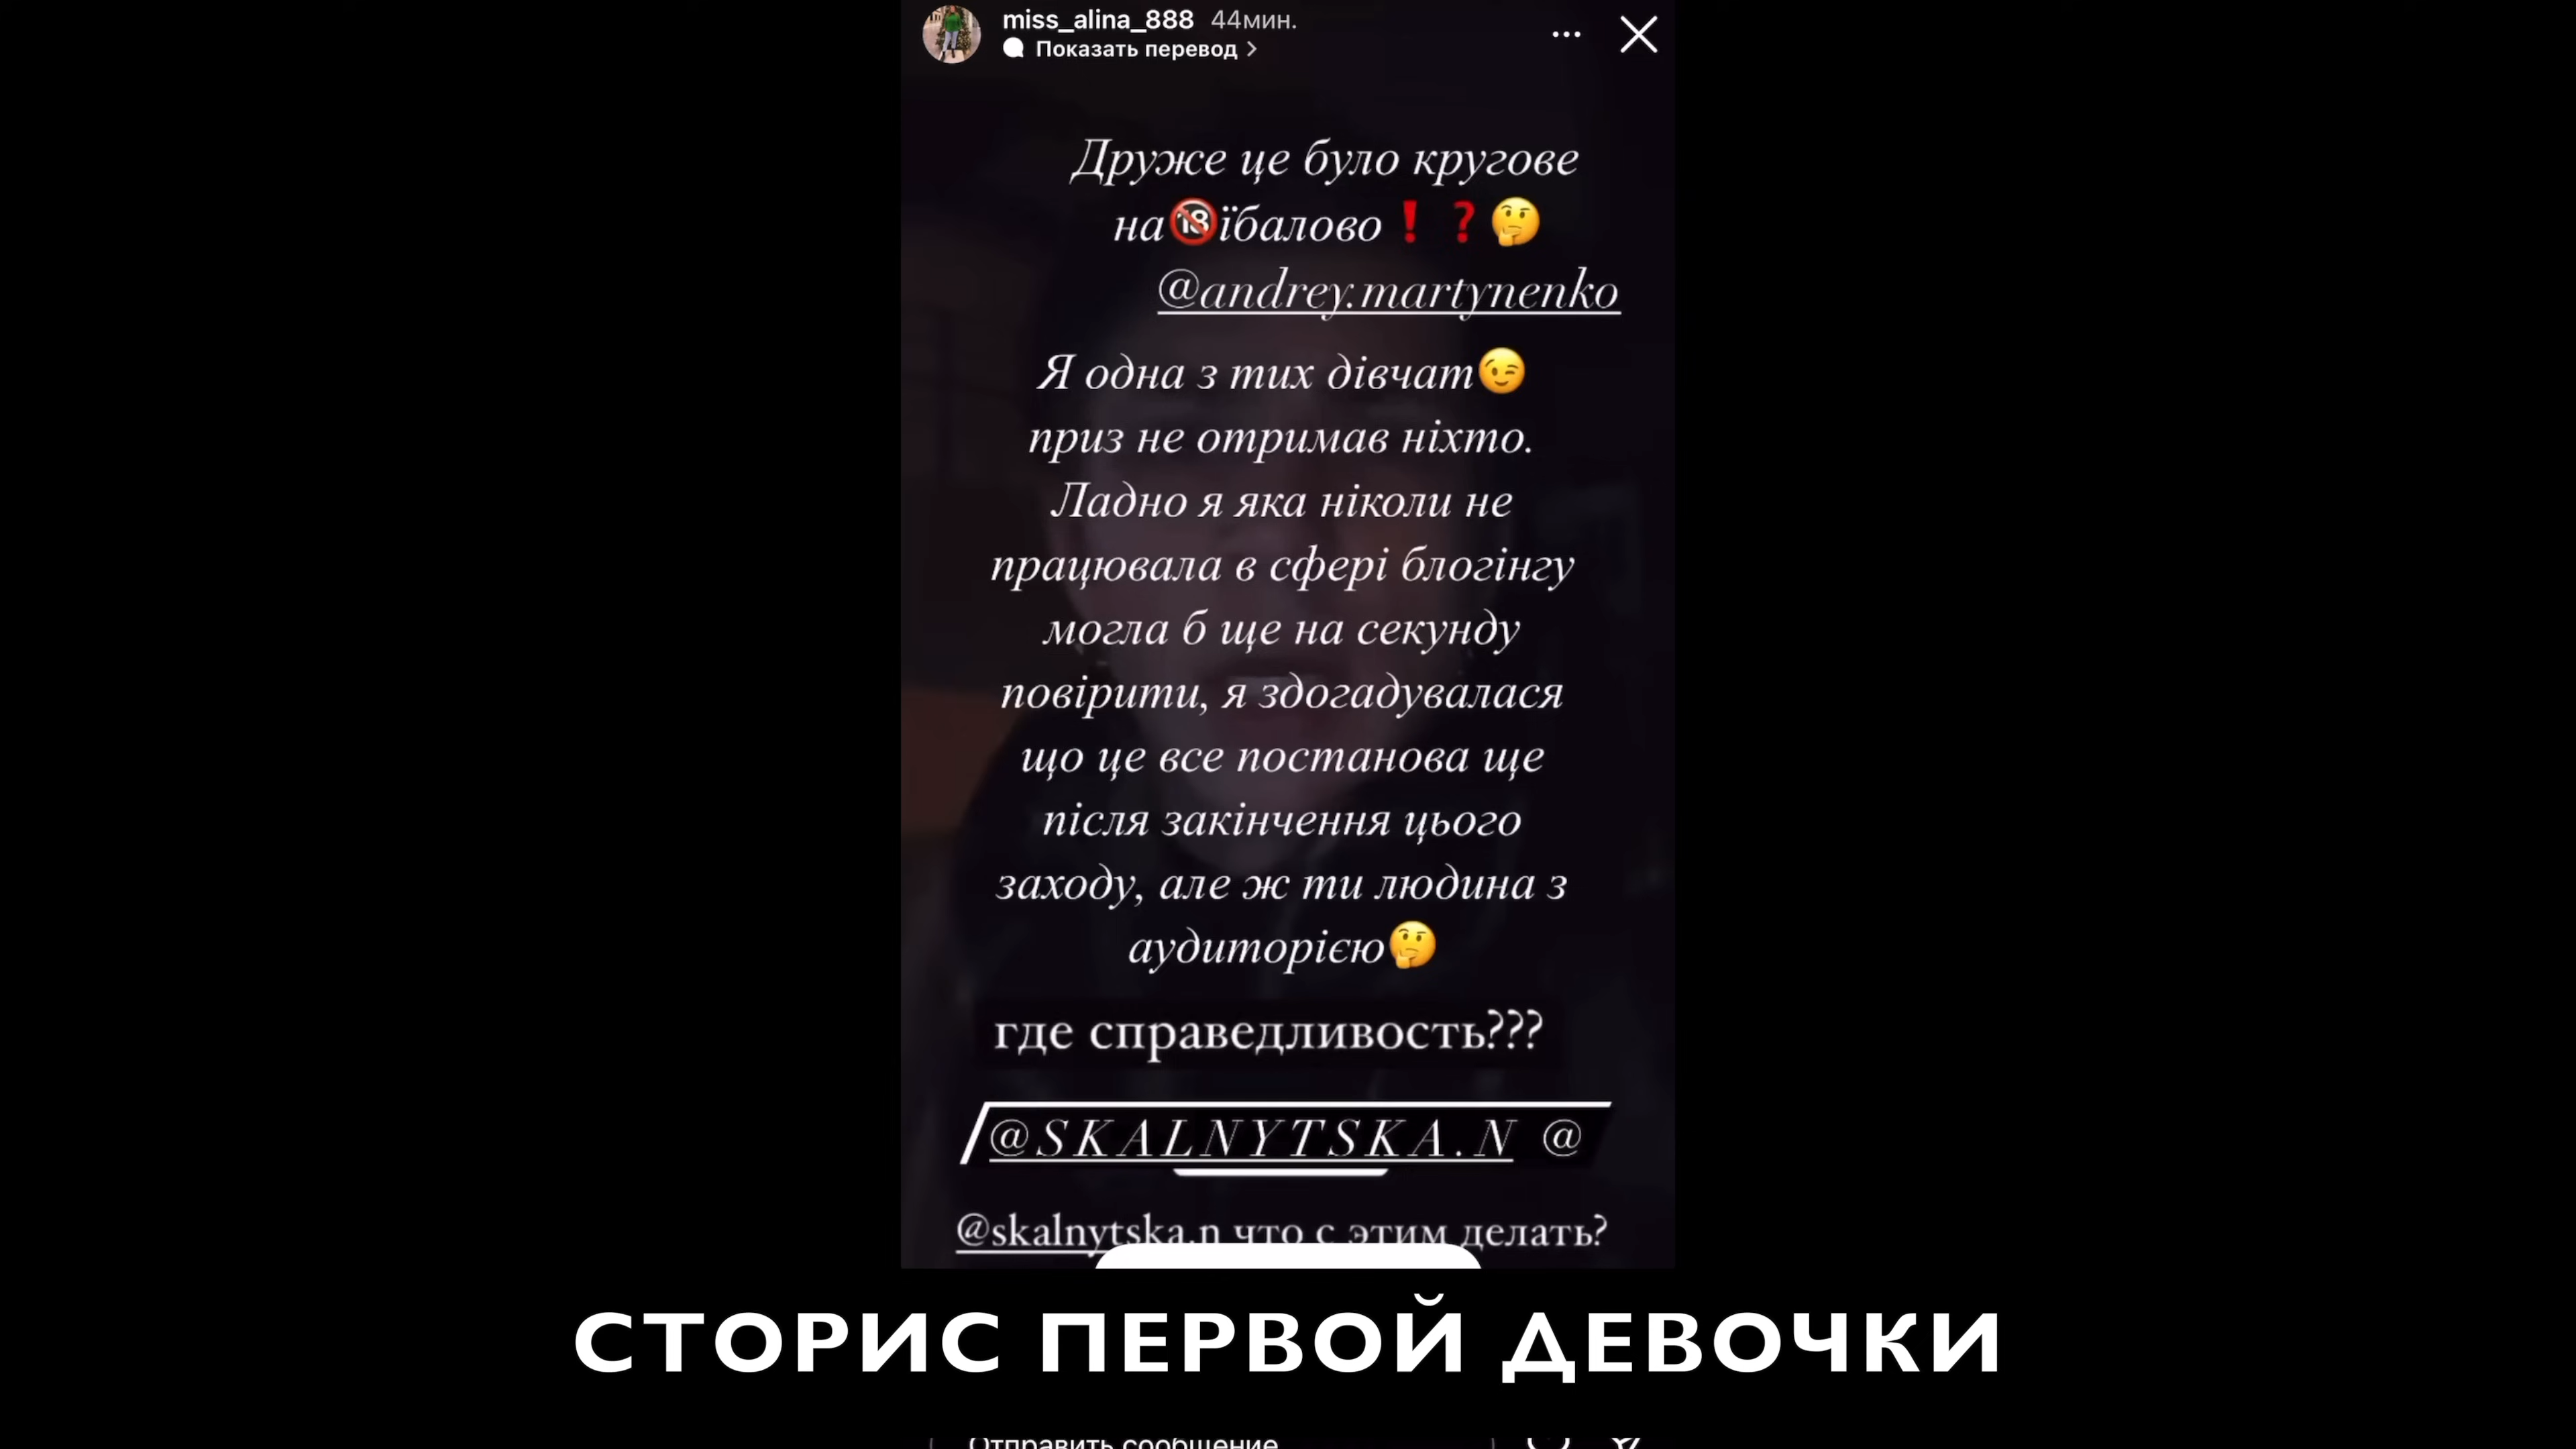 miss_alina_888 44мин.
Показать перевод >
Друже це було кругове
на🔞їбалово❗❓🤔
@andrey.martynenko
Я одна з тих дівчат😉
приз не отримав ніхто.
Ладно я яка ніколи не
працювала в сфері блогінгу
могла б ще на секунду
повірити, я здогадувалася
що це все постанова ще
після закінчення цього
заходу, але ж ти людина з
аудиторією🤔
где справедливость???
@SKALNYTSKA.N @
@skalnytska.n что с этим делать?
СТОРИС ПЕРВОЙ ДЕВОЧКИ
Отправить сообщение